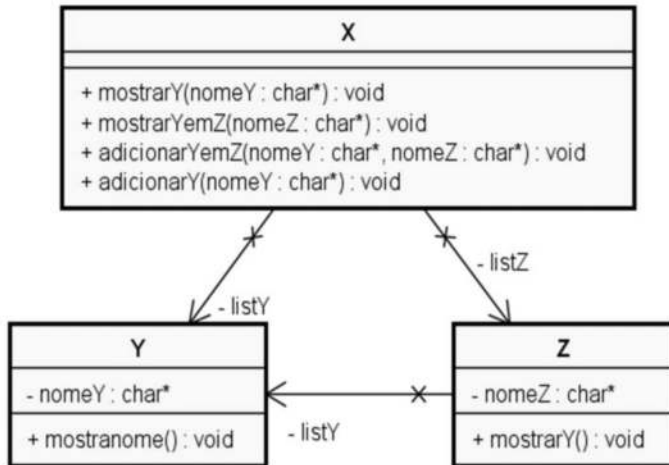 X
+ mostrarY(nomeY : char*) : void
+ mostrarYemZ(nomeZ : char*) : void
+ adicionarYemZ(nomeY : char*, nomeZ : char*) : void
+ adicionarY(nomeY : char*) : void
- listZ
- listY
Y
- nomeY : char*
+ mostranome() : void
- listY
Z
- nomeZ : char*
+ mostrarY() : void